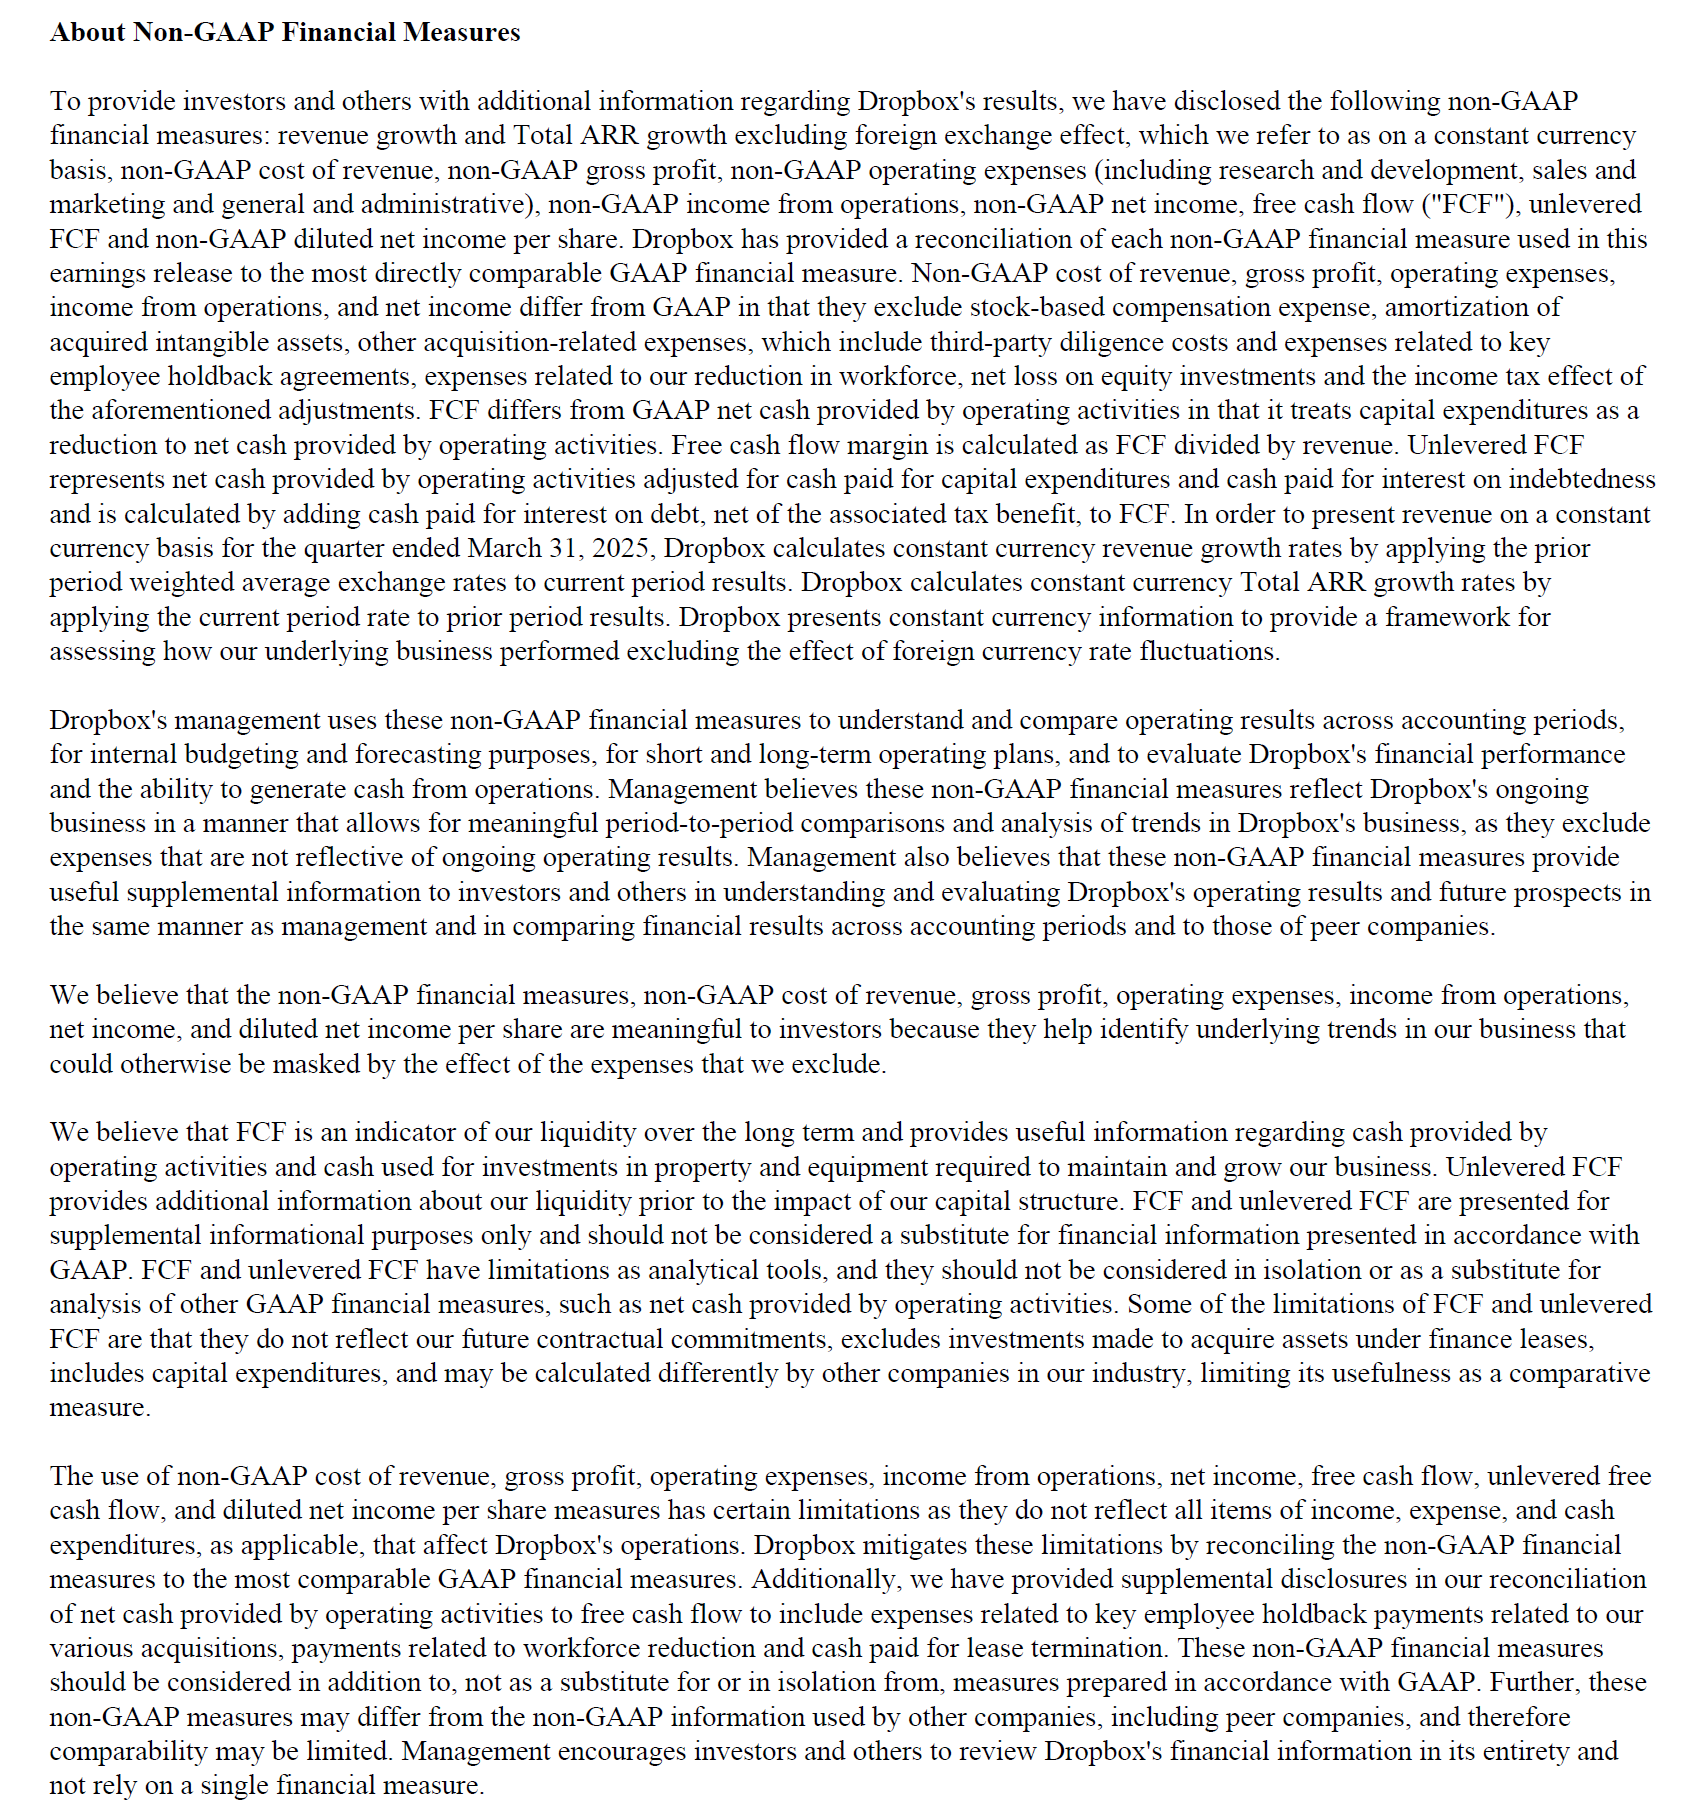 About Non-GAAP Financial Measures
To provide investors and others with additional information regarding Dropbox's results, we have disclosed the following non-GAAP
financial measures: revenue growth and Total ARR growth excluding foreign exchange effect, which we refer to as on a constant currency
basis, non-GAAP cost of revenue, non-GAAP gross profit, non-GAAP operating expenses (including research and development, sales and
marketing and general and administrative), non-GAAP income from operations, non-GAAP net income, free cash flow ("FCF"), unlevered
FCF and non-GAAP diluted net income per share. Dropbox has provided a reconciliation of each non-GAAP financial measure used in this
earnings release to the most directly comparable GAAP financial measure. Non-GAAP cost of revenue, gross profit, operating expenses,
income from operations, and net income differ from GAAP in that they exclude stock-based compensation expense, amortization of
acquired intangible assets, other acquisition-related expenses, which include third-party diligence costs and expenses related to key
employee holdback agreements, expenses related to our reduction in workforce, net loss on equity investments and the income tax effect of
the aforementioned adjustments. FCF differs from GAAP net cash provided by operating activities in that it treats capital expenditures as a
reduction to net cash provided by operating activities. Free cash flow margin is calculated as FCF divided by revenue. Unlevered FCF
represents net cash provided by operating activities adjusted for cash paid for capital expenditures and cash paid for interest on indebtedness
and is calculated by adding cash paid for interest on debt, net of the associated tax benefit, to FCF. In order to present revenue on a constant
currency basis for the quarter ended March 31, 2025, Dropbox calculates constant currency revenue growth rates by applying the prior
period weighted average exchange rates to current period results. Dropbox calculates constant currency Total ARR growth rates by
applying the current period rate to prior period results. Dropbox presents constant currency information to provide a framework for
assessing how our underlying business performed excluding the effect of foreign currency rate fluctuations.
Dropbox's management uses these non-GAAP financial measures to understand and compare operating results across accounting periods,
for internal budgeting and forecasting purposes, for short and long-term operating plans, and to evaluate Dropbox's financial performance
and the ability to generate cash from operations. Management believes these non-GAAP financial measures reflect Dropbox's ongoing
business in a manner that allows for meaningful period-to-period comparisons and analysis of trends in Dropbox's business, as they exclude
expenses that are not reflective of ongoing operating results. Management also believes that these non-GAAP financial measures provide
useful supplemental information to investors and others in understanding and evaluating Dropbox's operating results and future prospects in
the same manner as management and in comparing financial results across accounting periods and to those of peer companies.
We believe that the non-GAAP financial measures, non-GAAP cost of revenue, gross profit, operating expenses, income from operations,
net income, and diluted net income per share are meaningful to investors because they help identify underlying trends in our business that
could otherwise be masked by the effect of the expenses that we exclude.
We believe that FCF is an indicator of our liquidity over the long term and provides useful information regarding cash provided by
operating activities and cash used for investments in property and equipment required to maintain and grow our business. Unlevered FCF
provides additional information about our liquidity prior to the impact of our capital structure. FCF and unlevered FCF are presented for
supplemental informational purposes only and should not be considered a substitute for financial information presented in accordance with
GAAP. FCF and unlevered FCF have limitations as analytical tools, and they should not be considered in isolation or as a substitute for
analysis of other GAAP financial measures, such as net cash provided by operating activities. Some of the limitations of FCF and unlevered
FCF are that they do not reflect our future contractual commitments, excludes investments made to acquire assets under finance leases,
includes capital expenditures, and may be calculated differently by other companies in our industry, limiting its usefulness as a comparative
measure.
The use of non-GAAP cost of revenue, gross profit, operating expenses, income from operations, net income, free cash flow, unlevered free
cash flow, and diluted net income per share measures has certain limitations as they do not reflect all items of income, expense, and cash
expenditures, as applicable, that affect Dropbox's operations. Dropbox mitigates these limitations by reconciling the non-GAAP financial
measures to the most comparable GAAP financial measures. Additionally, we have provided supplemental disclosures in our reconciliation
of net cash provided by operating activities to free cash flow to include expenses related to key employee holdback payments related to our
various acquisitions, payments related to workforce reduction and cash paid for lease termination. These non-GAAP financial measures
should be considered in addition to, not as a substitute for or in isolation from, measures prepared in accordance with GAAP. Further, these
non-GAAP measures may differ from the non-GAAP information used by other companies, including peer companies, and therefore
comparability may be limited. Management encourages investors and others to review Dropbox's financial information in its entirety and
not rely on a single financial measure.